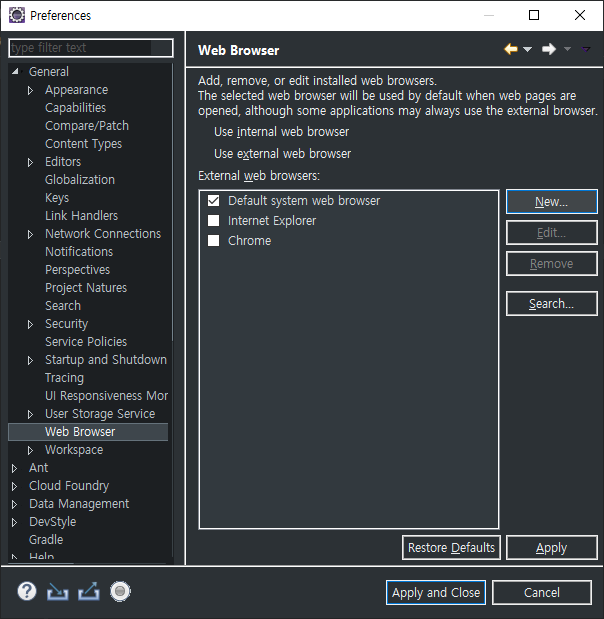 Preferences
type filter text
General
Appearance
Capabilities
Compare/Patch
Content Types
Editors
Globalization
Keys
Link Handlers
Network Connections
Notifications
Perspectives
Project Natures
Search
Security
Service Policies
Startup and Shutdown
Tracing
UI Responsiveness Mor
User Storage Service
Web Browser
Workspace
Ant
Cloud Foundry
Data Management
DevStyle
Gradle
Help
Web Browser
Add, remove, or edit installed web browsers.
The selected web browser will be used by default when web pages are
opened, although some applications may always use the external browser.
Use internal web browser
Use external web browser
External web browsers:
Default system web browser
Internet Explorer
Chrome
New...
Edit...
Remove
Search...
Restore Defaults
Apply
Apply and Close
Cancel